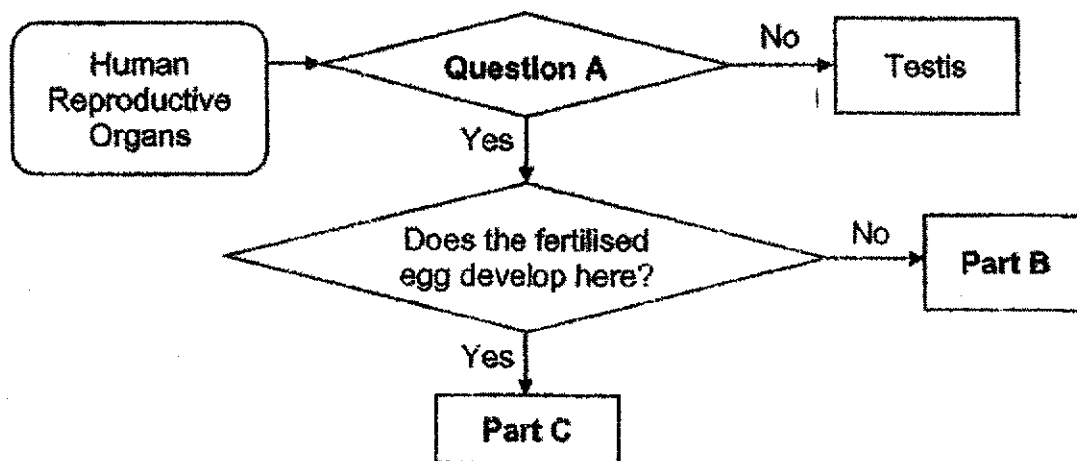 Human
Reproductive
Organs
Question A
No
Testis
Yes
Does the fertilised
egg develop here?
No
Part B
Yes
Part C